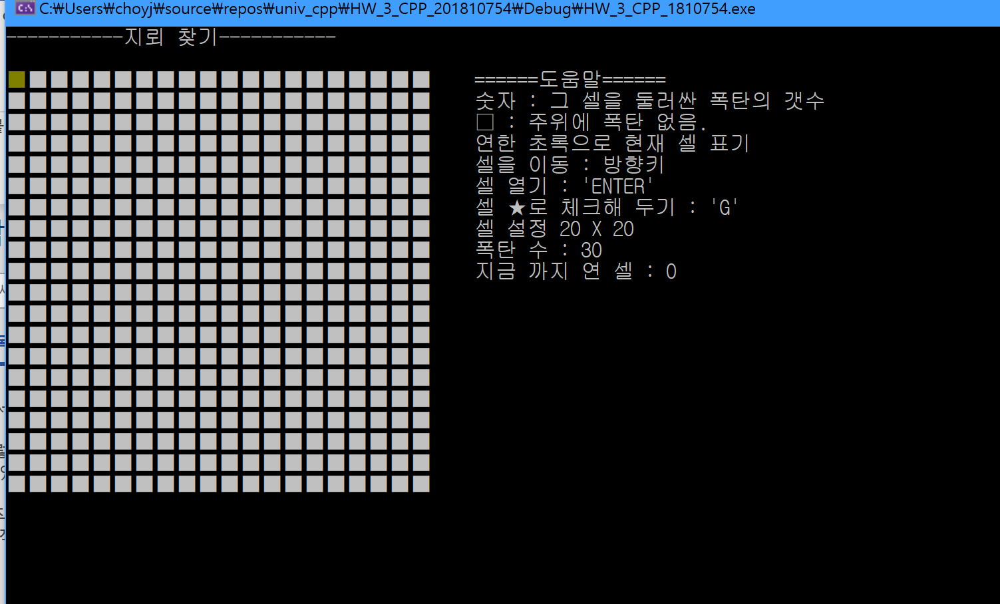 C:₩Users₩choyj₩source₩repos₩univ_cpp₩HW_3_CPP_201810754₩Debug₩HW_3_CPP_1810754.exe
-----------지뢰 찾기-----------
======도움말======
숫자 : 그 셀을 둘러싼 폭탄의 갯수
□ : 주위에 폭탄 없음.
연한 초록으로 현재 셀 표기
셀을 이동 : 방향키
셀 열기 : 'ENTER'
셀 ★로 체크해 두기 : 'G'
셀 설정 20 X 20
폭탄 수 : 30
지금 까지 연 셀 : 0